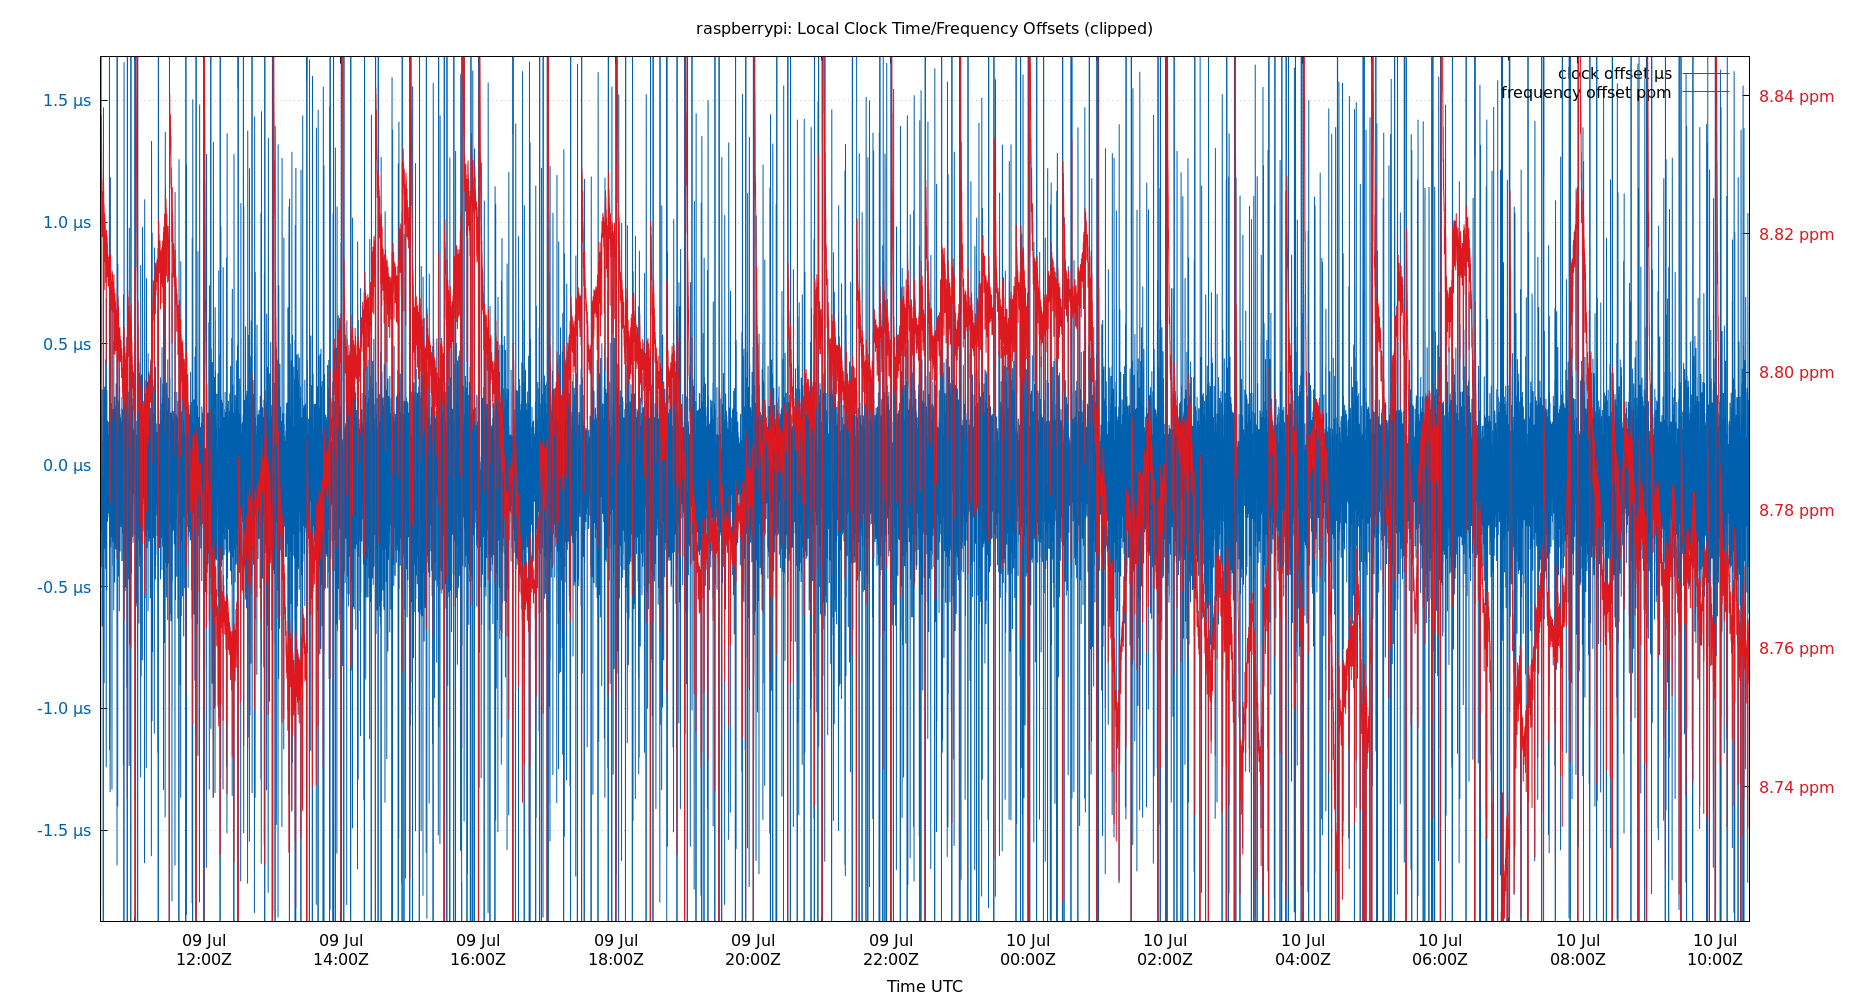 raspberrypi: Local Clock Time/Frequency Offsets (clipped)
clock offset µs
frequency offset ppm
1.5 µs
1.0 µs
0.5 µs
0.0 µs
-0.5 µs
-1.0 µs
-1.5 µs
8.84 ppm
8.82 ppm
8.80 ppm
8.78 ppm
8.76 ppm
8.74 ppm
09 Jul 09 Jul 09 Jul 09 Jul 09 Jul 09 Jul 10 Jul 10 Jul 10 Jul 10 Jul 10 Jul 10 Jul
12:00Z 14:00Z 16:00Z 18:00Z 20:00Z 22:00Z 00:00Z 02:00Z 04:00Z 06:00Z 08:00Z 10:00Z
Time UTC